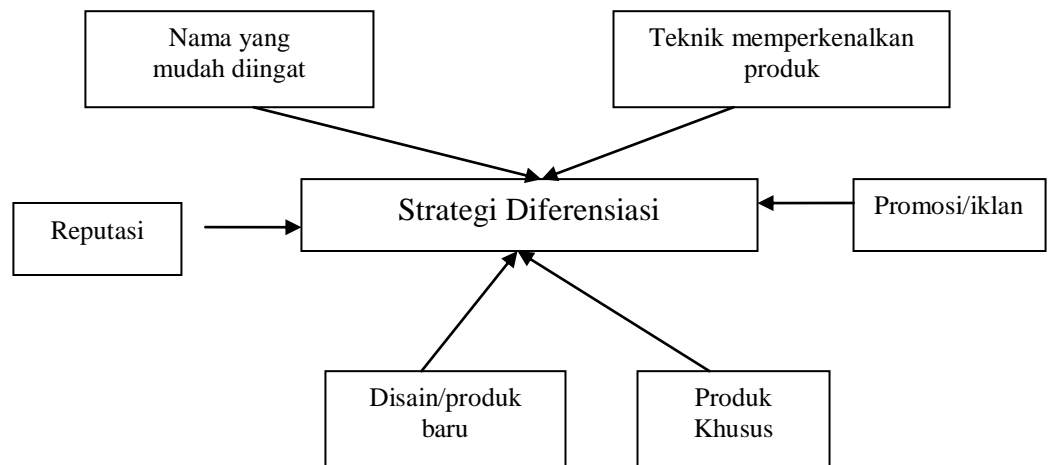 Nama yang
mudah diingat
Teknik memperkenalkan
produk
Strategi Diferensiasi
Reputasi
Promosi/iklan
Disain/produk
baru
Produk
Khusus